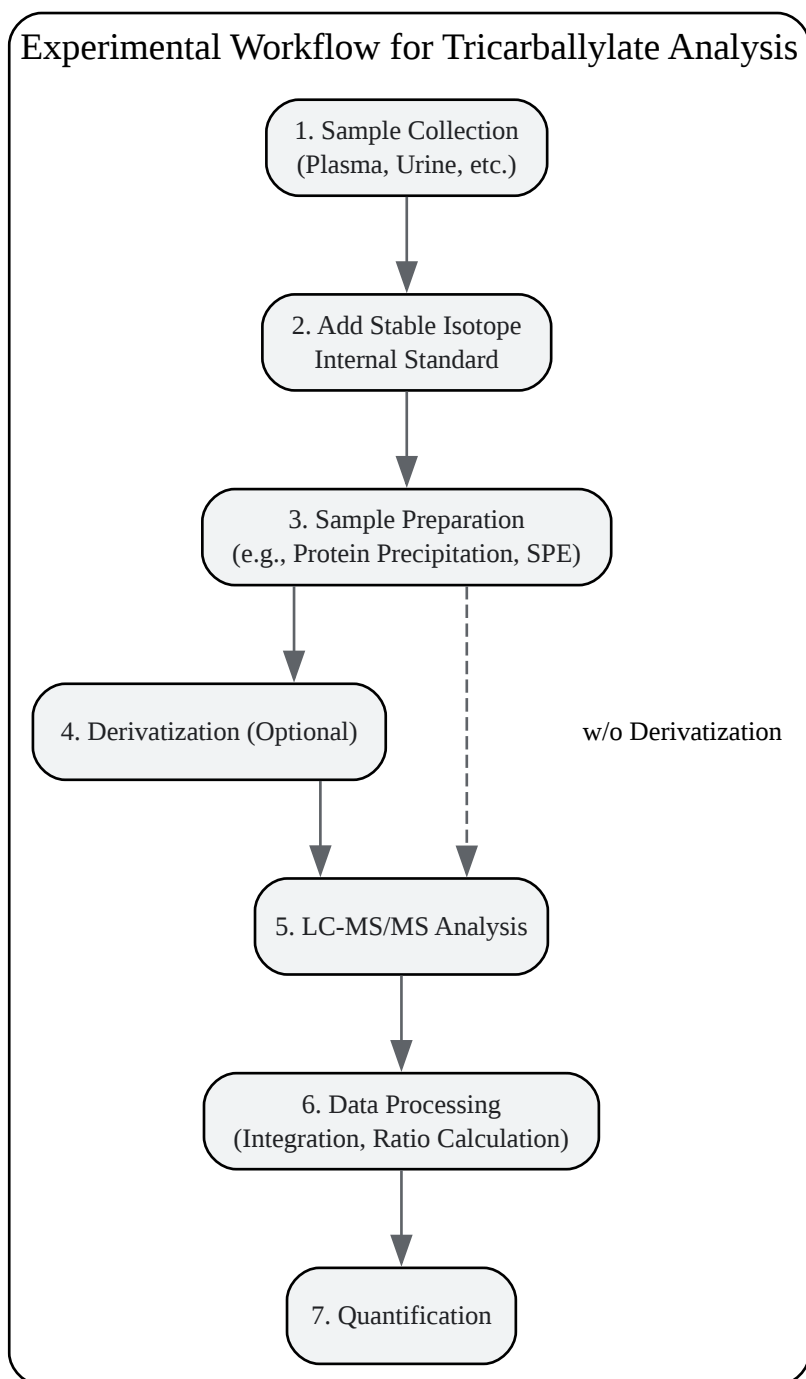 Experimental Workflow for Tricarballylate Analysis
1. Sample Collection
(Plasma, Urine, etc.)
2. Add Stable Isotope
Internal Standard
3. Sample Preparation
(e.g., Protein Precipitation, SPE)
4. Derivatization (Optional)
w/o Derivatization
5. LC-MS/MS Analysis
6. Data Processing
(Integration, Ratio Calculation)
7. Quantification